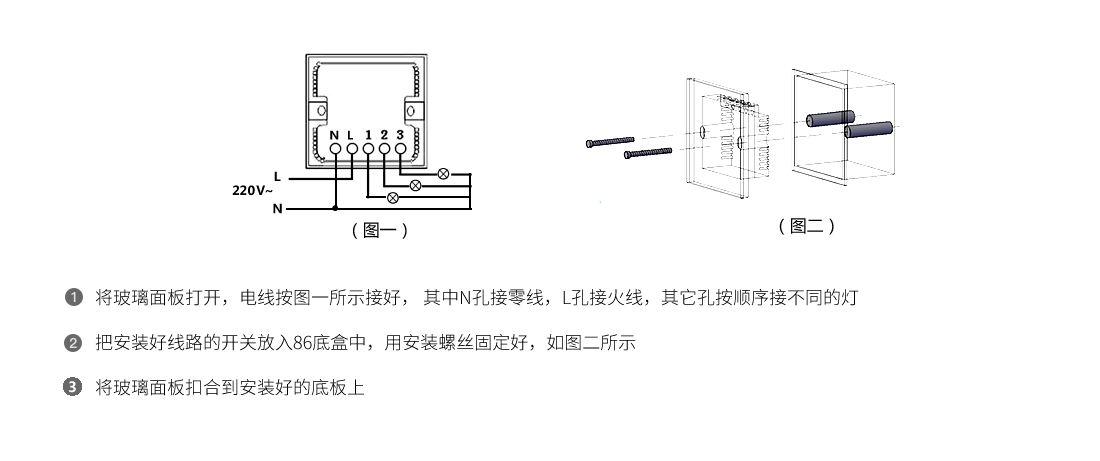 N L 1 2 3
L
220V~
N
（图一）
（图二）
1 将玻璃面板打开，电线按图一所示接好， 其中N孔接零线，L孔接火线，其它孔按顺序接不同的灯
2 把安装好线路的开关放入86底盒中，用安装螺丝固定好，如图二所示
3 将玻璃面板扣合到安装好的底板上